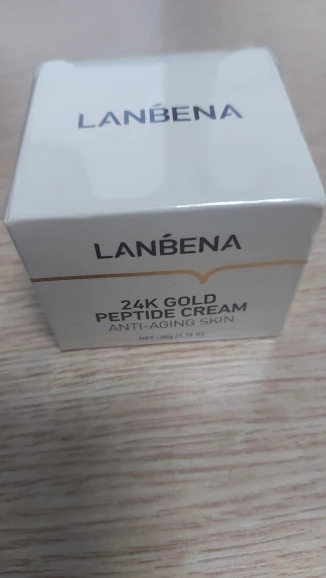 LANBENA
LANBENA
24K GOLD
PEPTIDE CREAM
ANTI-AGING SKIN